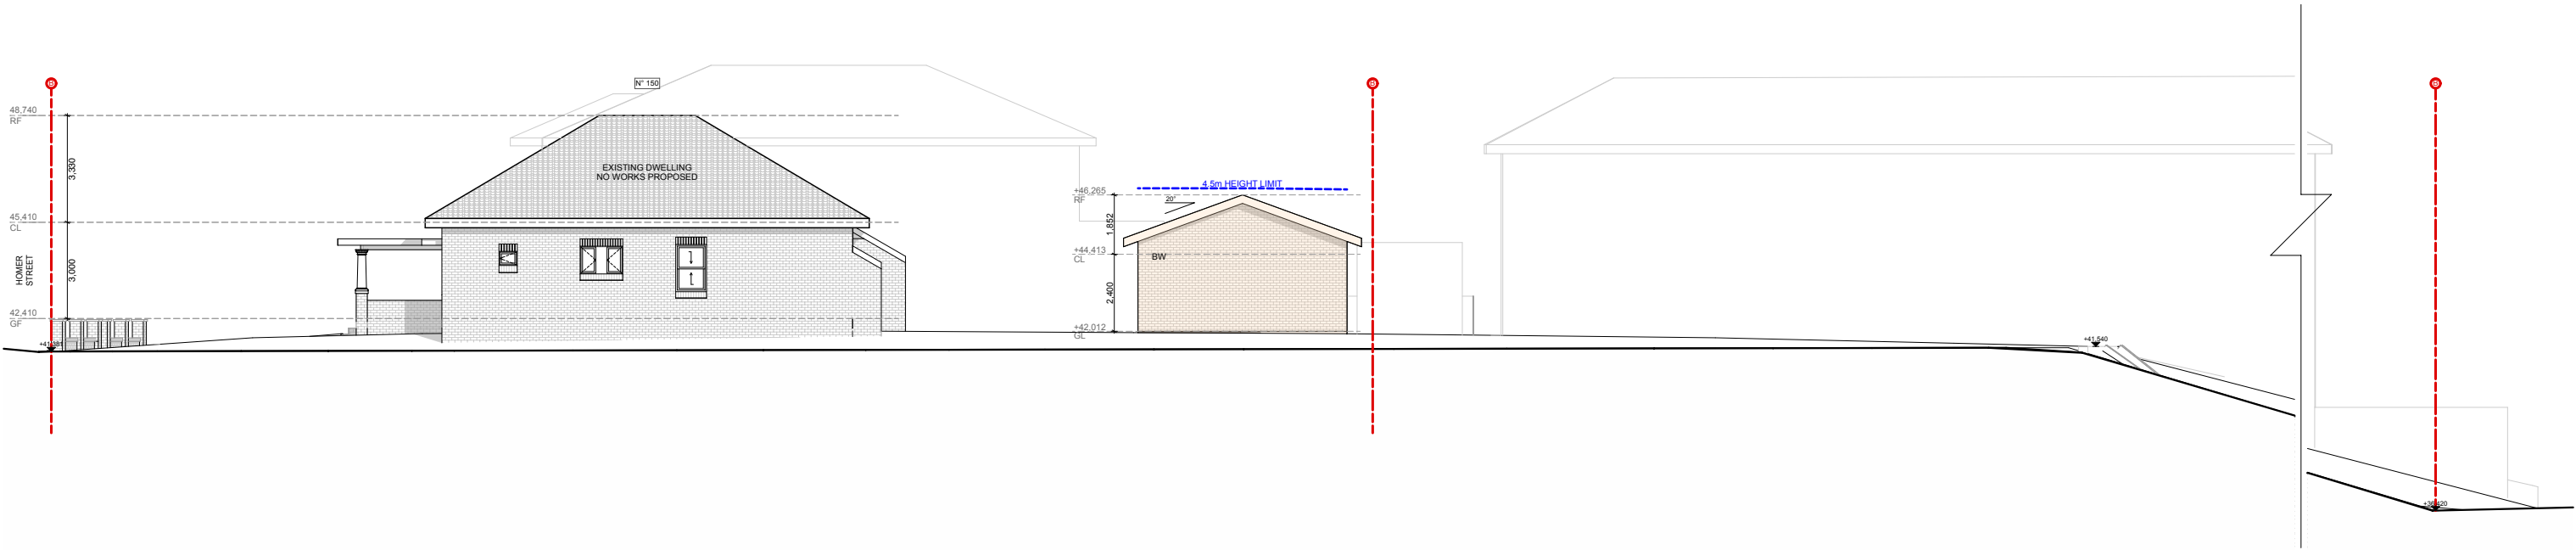 N° 150
48,740
RF
3,330
EXISTING DWELLING
NO WORKS PROPOSED
45,410
CL
3,000
HOMER
STREET
42,410
GF
4.5m HEIGHT LIMIT
+46,265
RF
20°
1,852
+44,413
CL
BW
2,400
+42,012
GL
+41,540